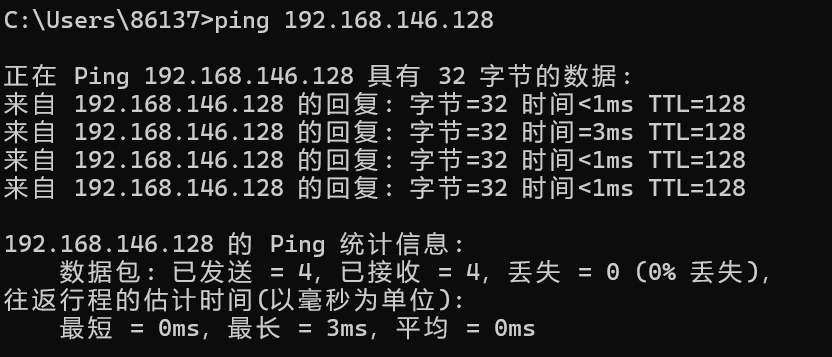 C:\Users\86137>ping 192.168.146.128
正在 Ping 192.168.146.128 具有 32 字节的数据:
来自 192.168.146.128 的回复: 字节=32 时间<1ms TTL=128
来自 192.168.146.128 的回复: 字节=32 时间=3ms TTL=128
来自 192.168.146.128 的回复: 字节=32 时间<1ms TTL=128
来自 192.168.146.128 的回复: 字节=32 时间<1ms TTL=128
192.168.146.128 的 Ping 统计信息:
数据包: 已发送 = 4, 已接收 = 4, 丢失 = 0 (0% 丢失),
往返行程的估计时间(以毫秒为单位):
最短 = 0ms, 最长 = 3ms, 平均 = 0ms